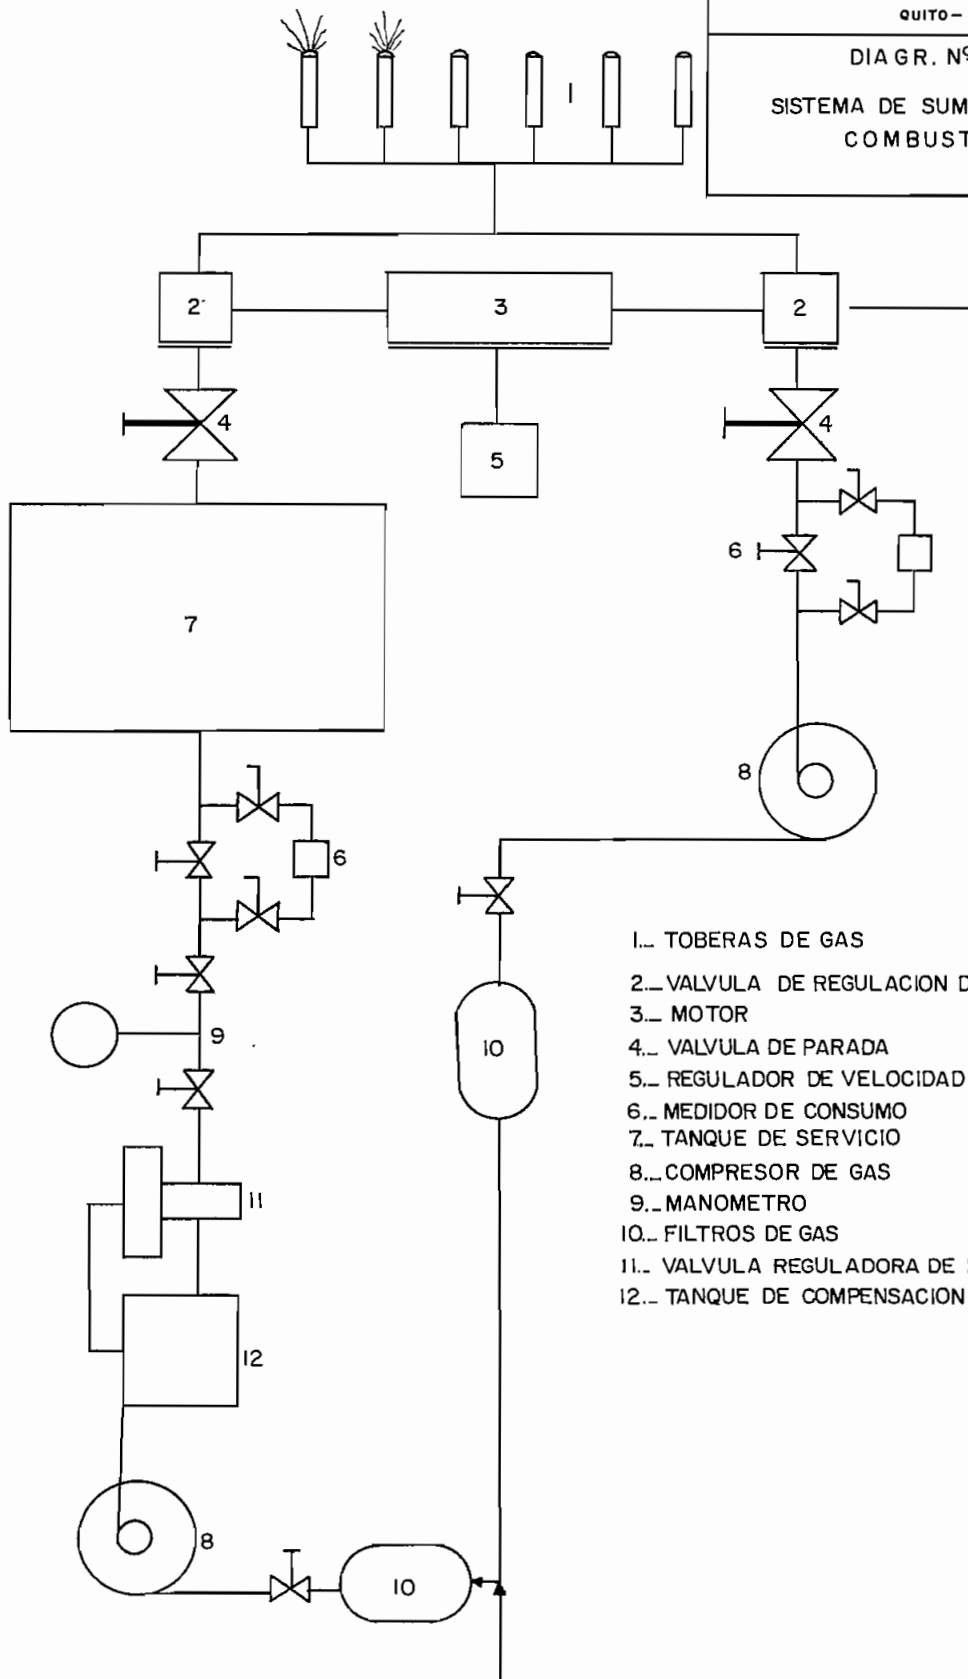 QUITO-
DIAGR. Nº
SISTEMA DE SUM
COMBUST
1
2
3
2
4
4
5
6
7
8
6
9
10
11
12
8
10
1.- TOBERAS DE GAS
2.- VALVULA DE REGULACION D
3.- MOTOR
4.- VALVULA DE PARADA
5.- REGULADOR DE VELOCIDAD
6.- MEDIDOR DE CONSUMO
7.- TANQUE DE SERVICIO
8.- COMPRESOR DE GAS
9.- MANOMETRO
10.- FILTROS DE GAS
11.- VALVULA REGULADORA DE
12.- TANQUE DE COMPENSACION